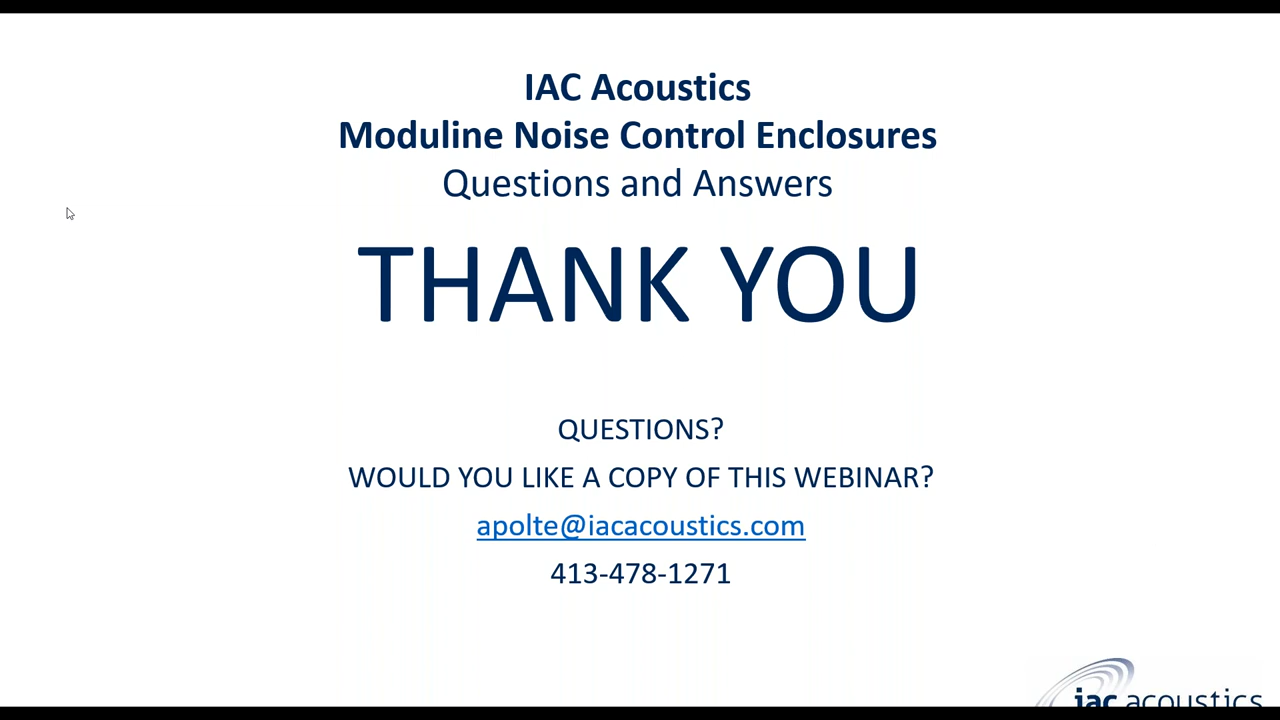 IAC Acoustics
Moduline Noise Control Enclosures
Questions and Answers
THANK YOU
QUESTIONS?
WOULD YOU LIKE A COPY OF THIS WEBINAR?
apolte@iacacoustics.com
413-478-1271
iac acoustics